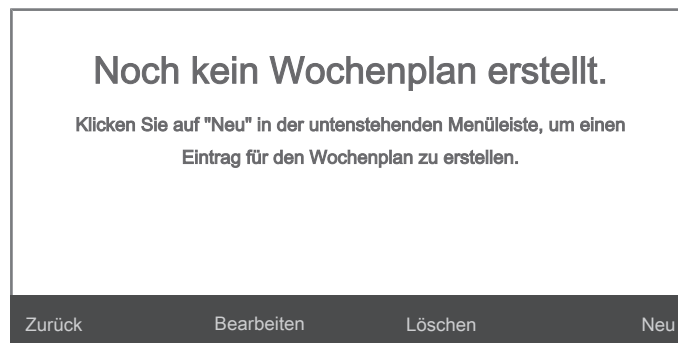 Noch kein Wochenplan erstellt.
Klicken Sie auf "Neu" in der untenstehenden Menüleiste, um einen
Eintrag für den Wochenplan zu erstellen.
Zurück Bearbeiten Löschen Neu